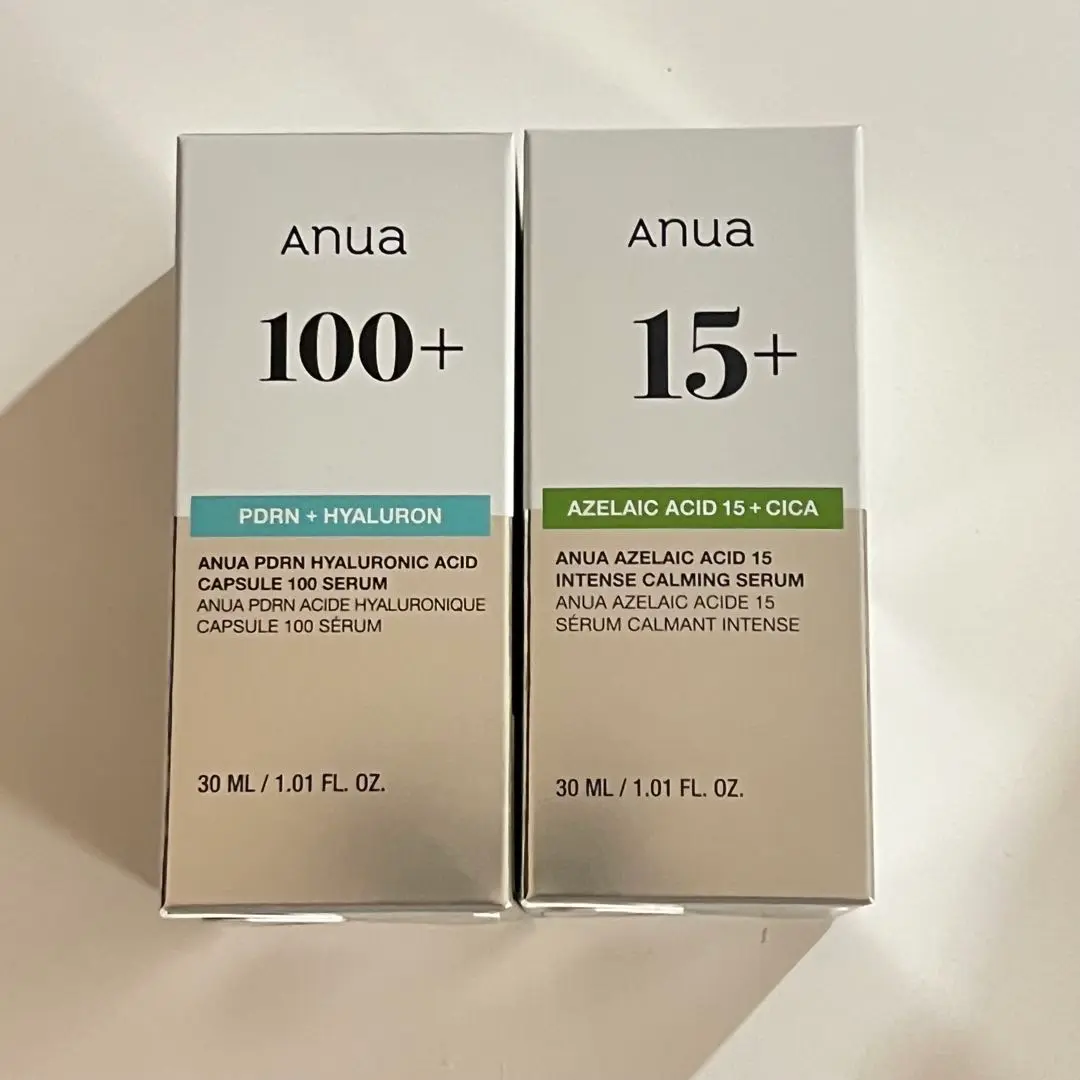 Anua
100+
PDRN + HYALURON
ANUA PDRN HYALURONIC ACID
CAPSULE 100 SERUM
ANUA PDRN ACIDE HYALURONIQUE
CAPSULE 100 SÉRUM
30 ML / 1.01 FL. OZ.
Anua
15+
AZELAIC ACID 15 + CICA
ANUA AZELAIC ACID 15
INTENSE CALMING SERUM
ANUA AZELAIC ACIDE 15
SÉRUM CALMANT INTENSE
30 ML / 1.01 FL. OZ.